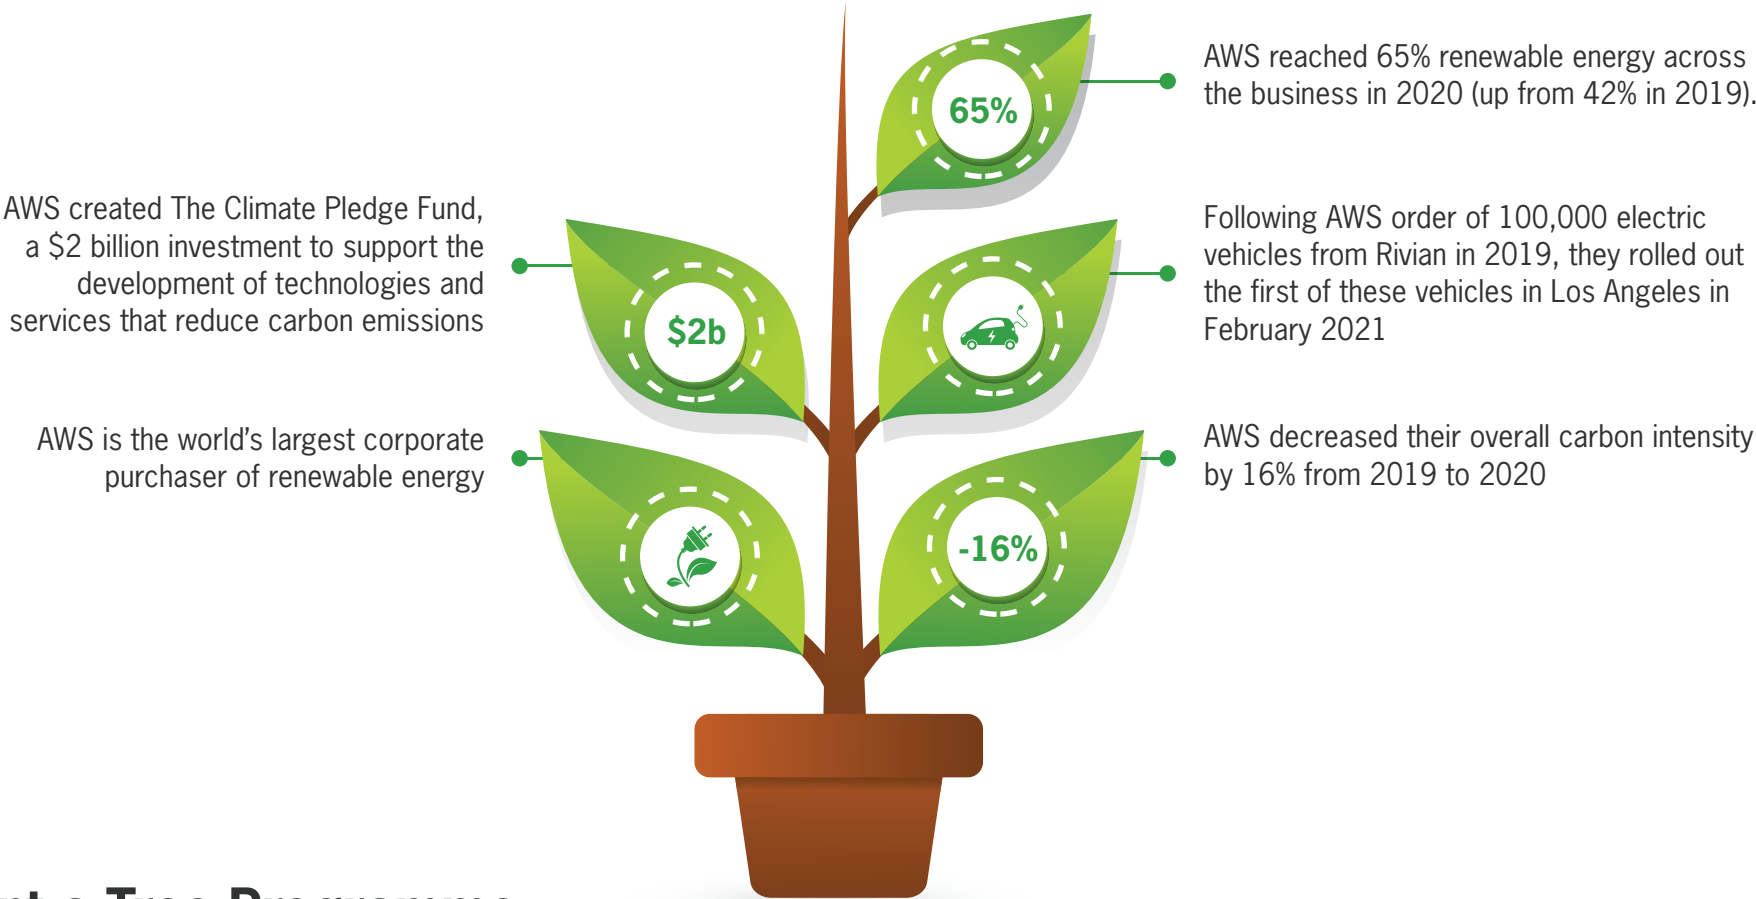 AWS reached 65% renewable energy across
the business in 2020 (up from 42% in 2019).
65%
AWS created The Climate Pledge Fund,
a $2 billion investment to support the
development of technologies and
services that reduce carbon emissions
$2b
Following AWS order of 100,000 electric
vehicles from Rivian in 2019, they rolled out
the first of these vehicles in Los Angeles in
February 2021
AWS is the world’s largest corporate
purchaser of renewable energy
AWS decreased their overall carbon intensity
by 16% from 2019 to 2020
-16%
a Tree Programme